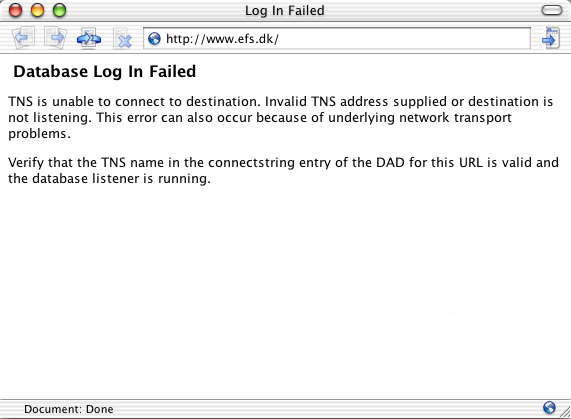 Log In Failed
http://www.efs.dk/
Database Log In Failed
TNS is unable to connect to destination. Invalid TNS address supplied or destination is
not listening. This error can also occur because of underlying network transport
problems.
Verify that the TNS name in the connectstring entry of the DAD for this URL is valid and
the database listener is running.
Document: Done